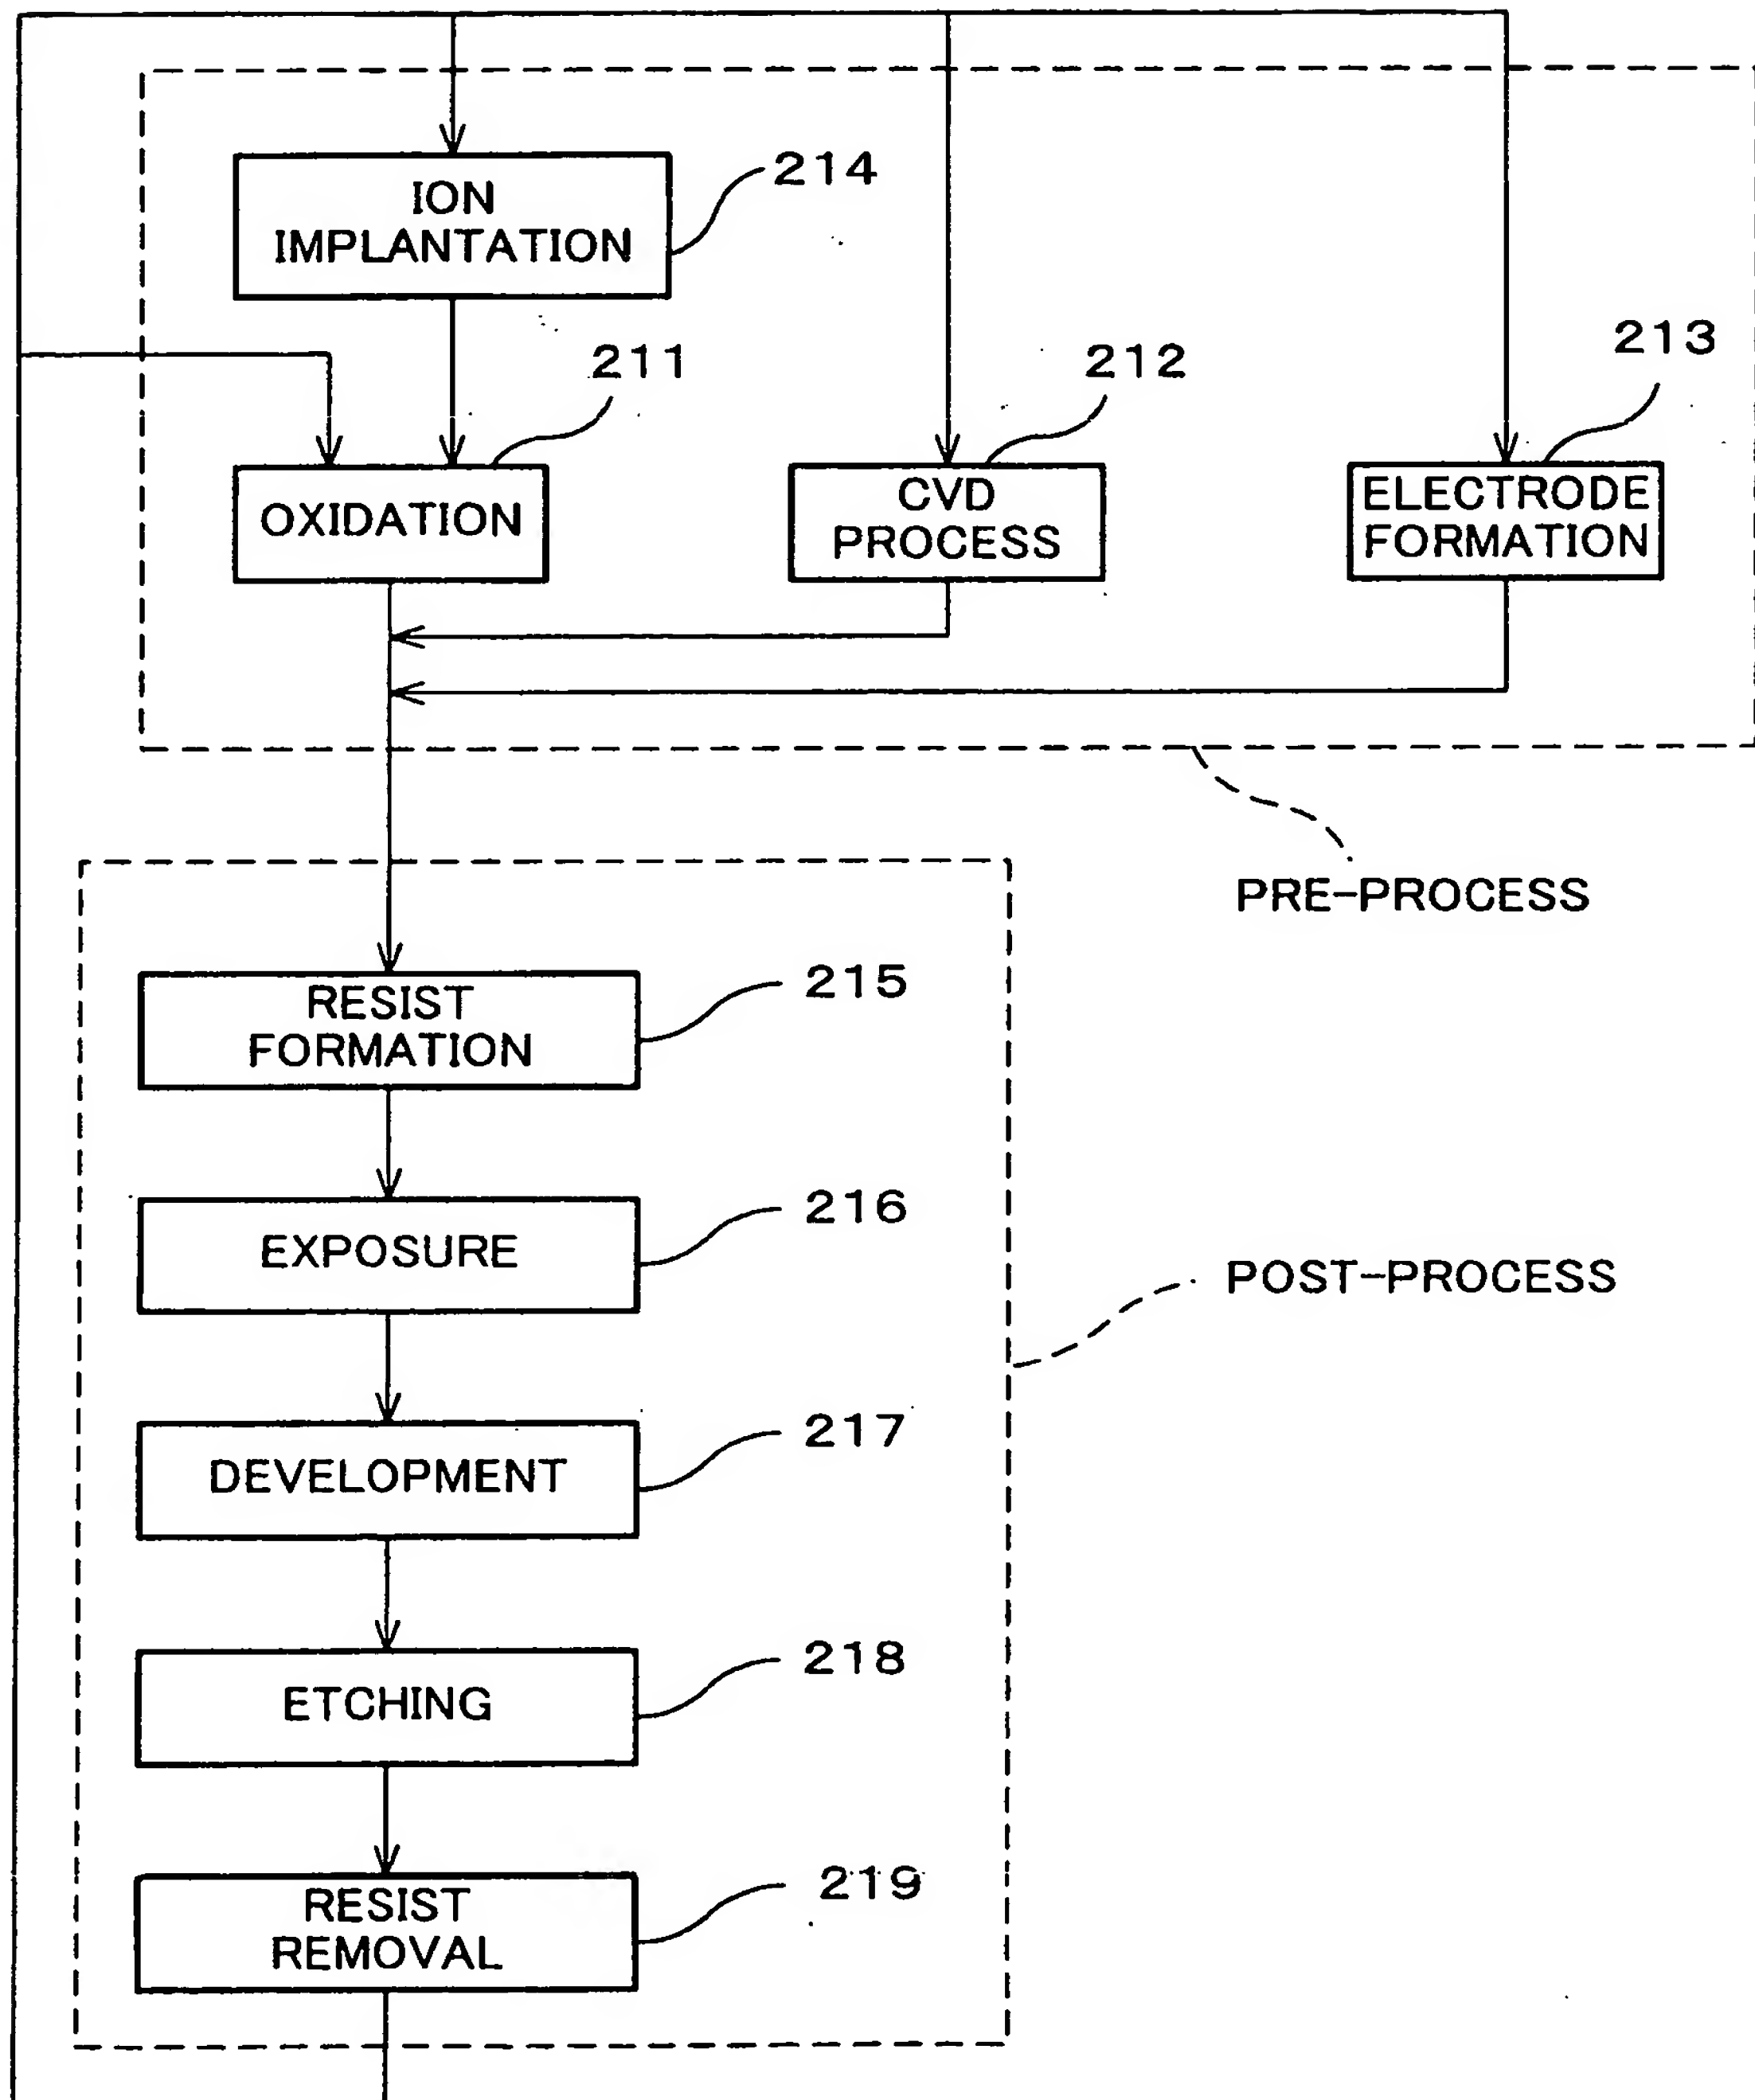 214
ION
IMPLANTATION
211
212
213
OXIDATION
CVD
PROCESS
ELECTRODE
FORMATION
PRE-PROCESS
215
RESIST
FORMATION
216
EXPOSURE
POST-PROCESS
217
DEVELOPMENT
218
ETCHING
219
RESIST
REMOVAL